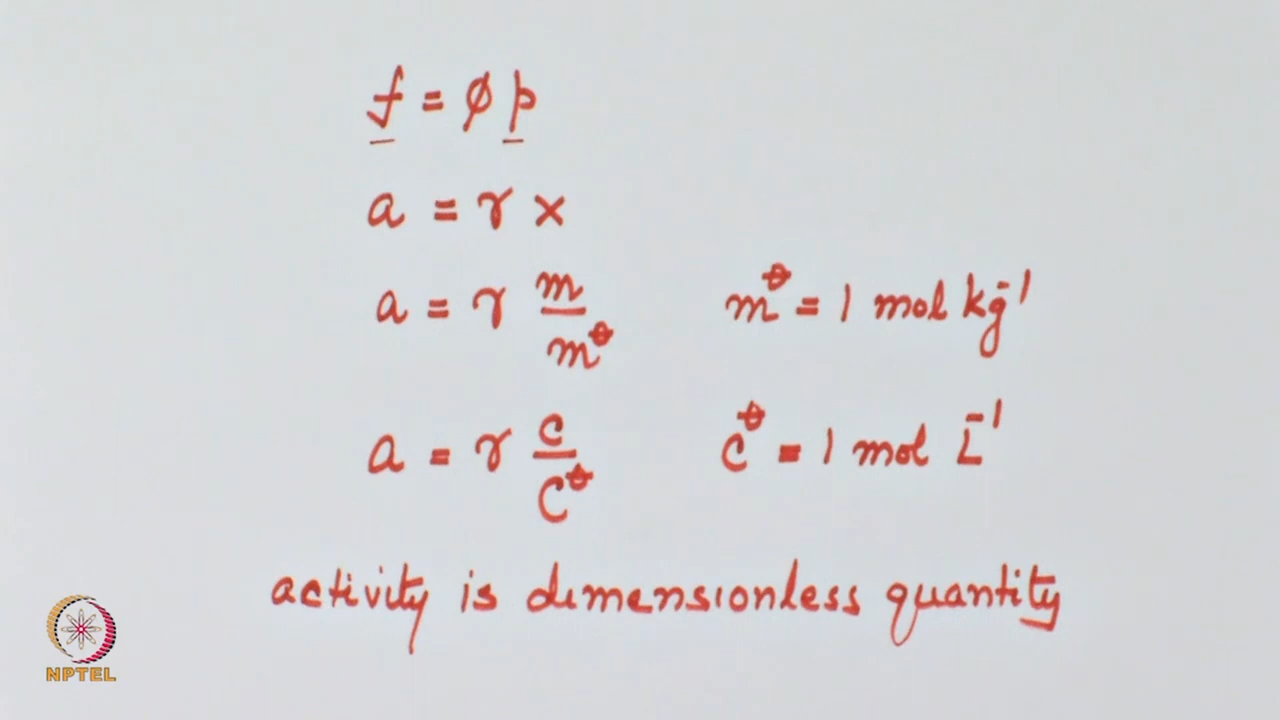 f = φ p
a = γ x
a = γ m/m^⦵ m^⦵ = 1 mol kg⁻¹
a = γ c/c^⦵ c^⦵ = 1 mol L⁻¹
activity is dimensionless quantity
NPTEL